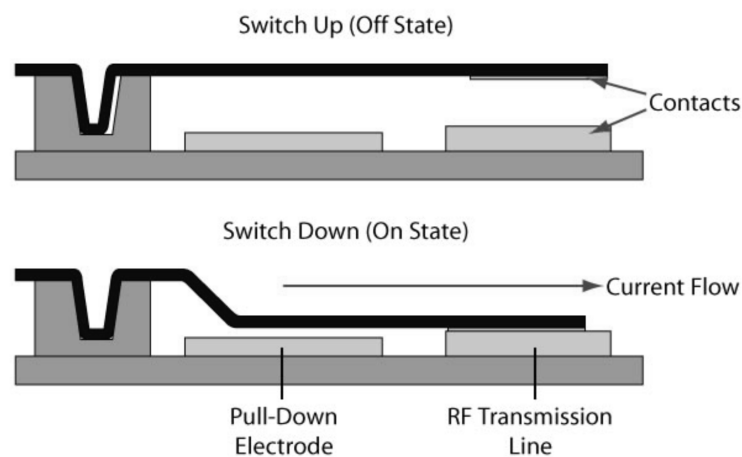 Switch Up (Off State)
Contacts
Switch Down (On State)
Current Flow
Pull-Down
Electrode
RF Transmission
Line